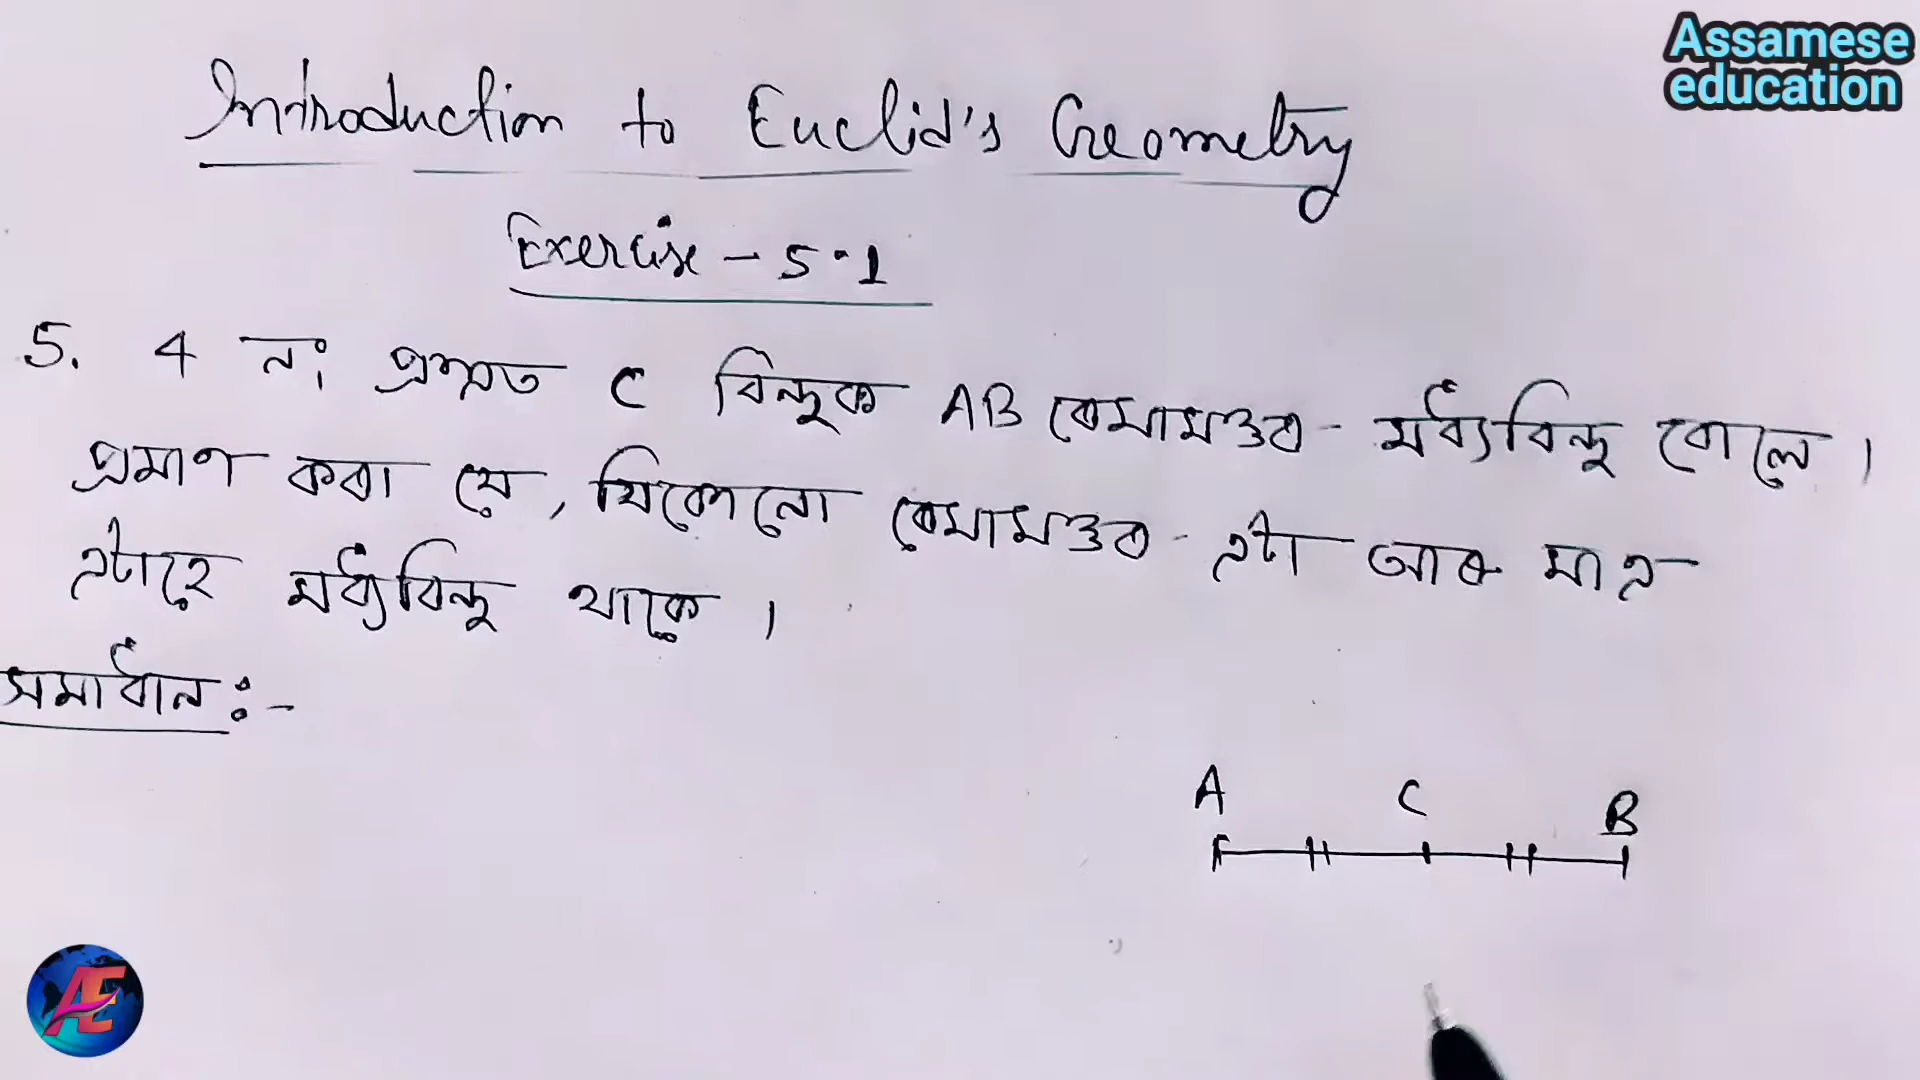 Assamese
education
Introduction to Euclid's Geometry
Exercise - 5.1
5. 4 নং প্ৰশ্নত C বিন্দুক AB ৰেখাখণ্ডৰ মধ্যবিন্দু বোলে।
প্ৰমাণ কৰা যে, যিকোনো ৰেখাখণ্ডৰ এটা আৰু মাত্ৰ
এটাহে মধ্যবিন্দু থাকে।
সমাধান :-
A C B
AE